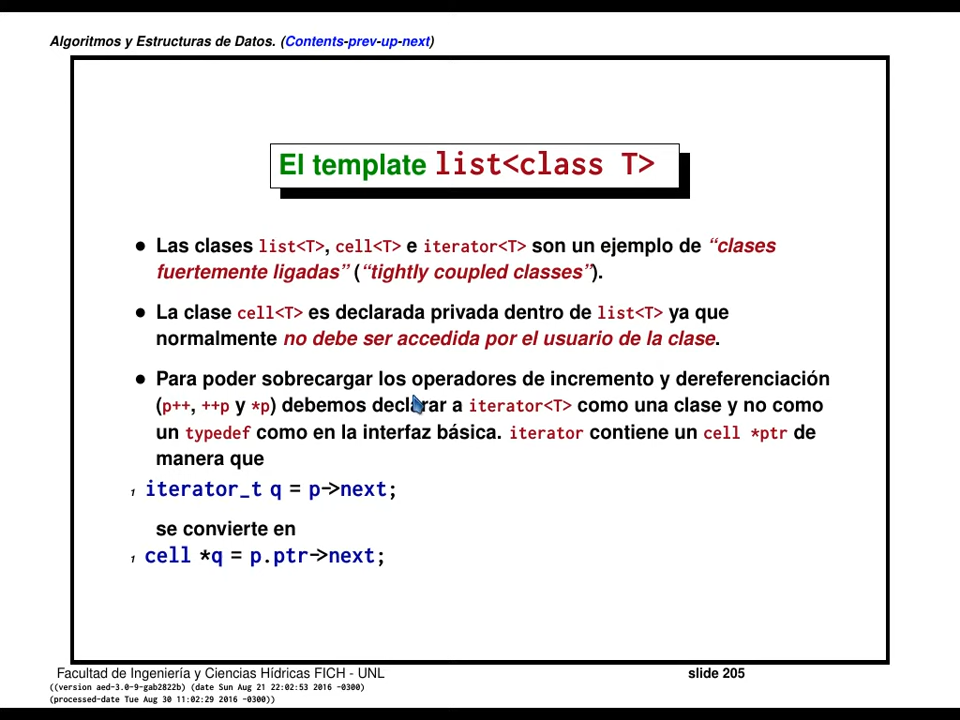 Algoritmos y Estructuras de Datos. (Contents-prev-up-next)
El template list<class T>
● Las clases list<T>, cell<T> e iterator<T> son un ejemplo de “clases
fuertemente ligadas” (“tightly coupled classes”).
● La clase cell<T> es declarada privada dentro de list<T> ya que
normalmente no debe ser accedida por el usuario de la clase.
● Para poder sobrecargar los operadores de incremento y dereferenciación
(p++, ++p y *p) debemos declarar a iterator<T> como una clase y no como
un typedef como en la interfaz básica. iterator contiene un cell *ptr de
manera que
1 iterator_t q = p->next;
se convierte en
1 cell *q = p.ptr->next;
Facultad de Ingeniería y Ciencias Hídricas FICH - UNL slide 205
((version aed-3.0-9-gab2822b) (date Sun Aug 21 22:02:53 2016 -0300)
(processed-date Tue Aug 30 11:02:29 2016 -0300))